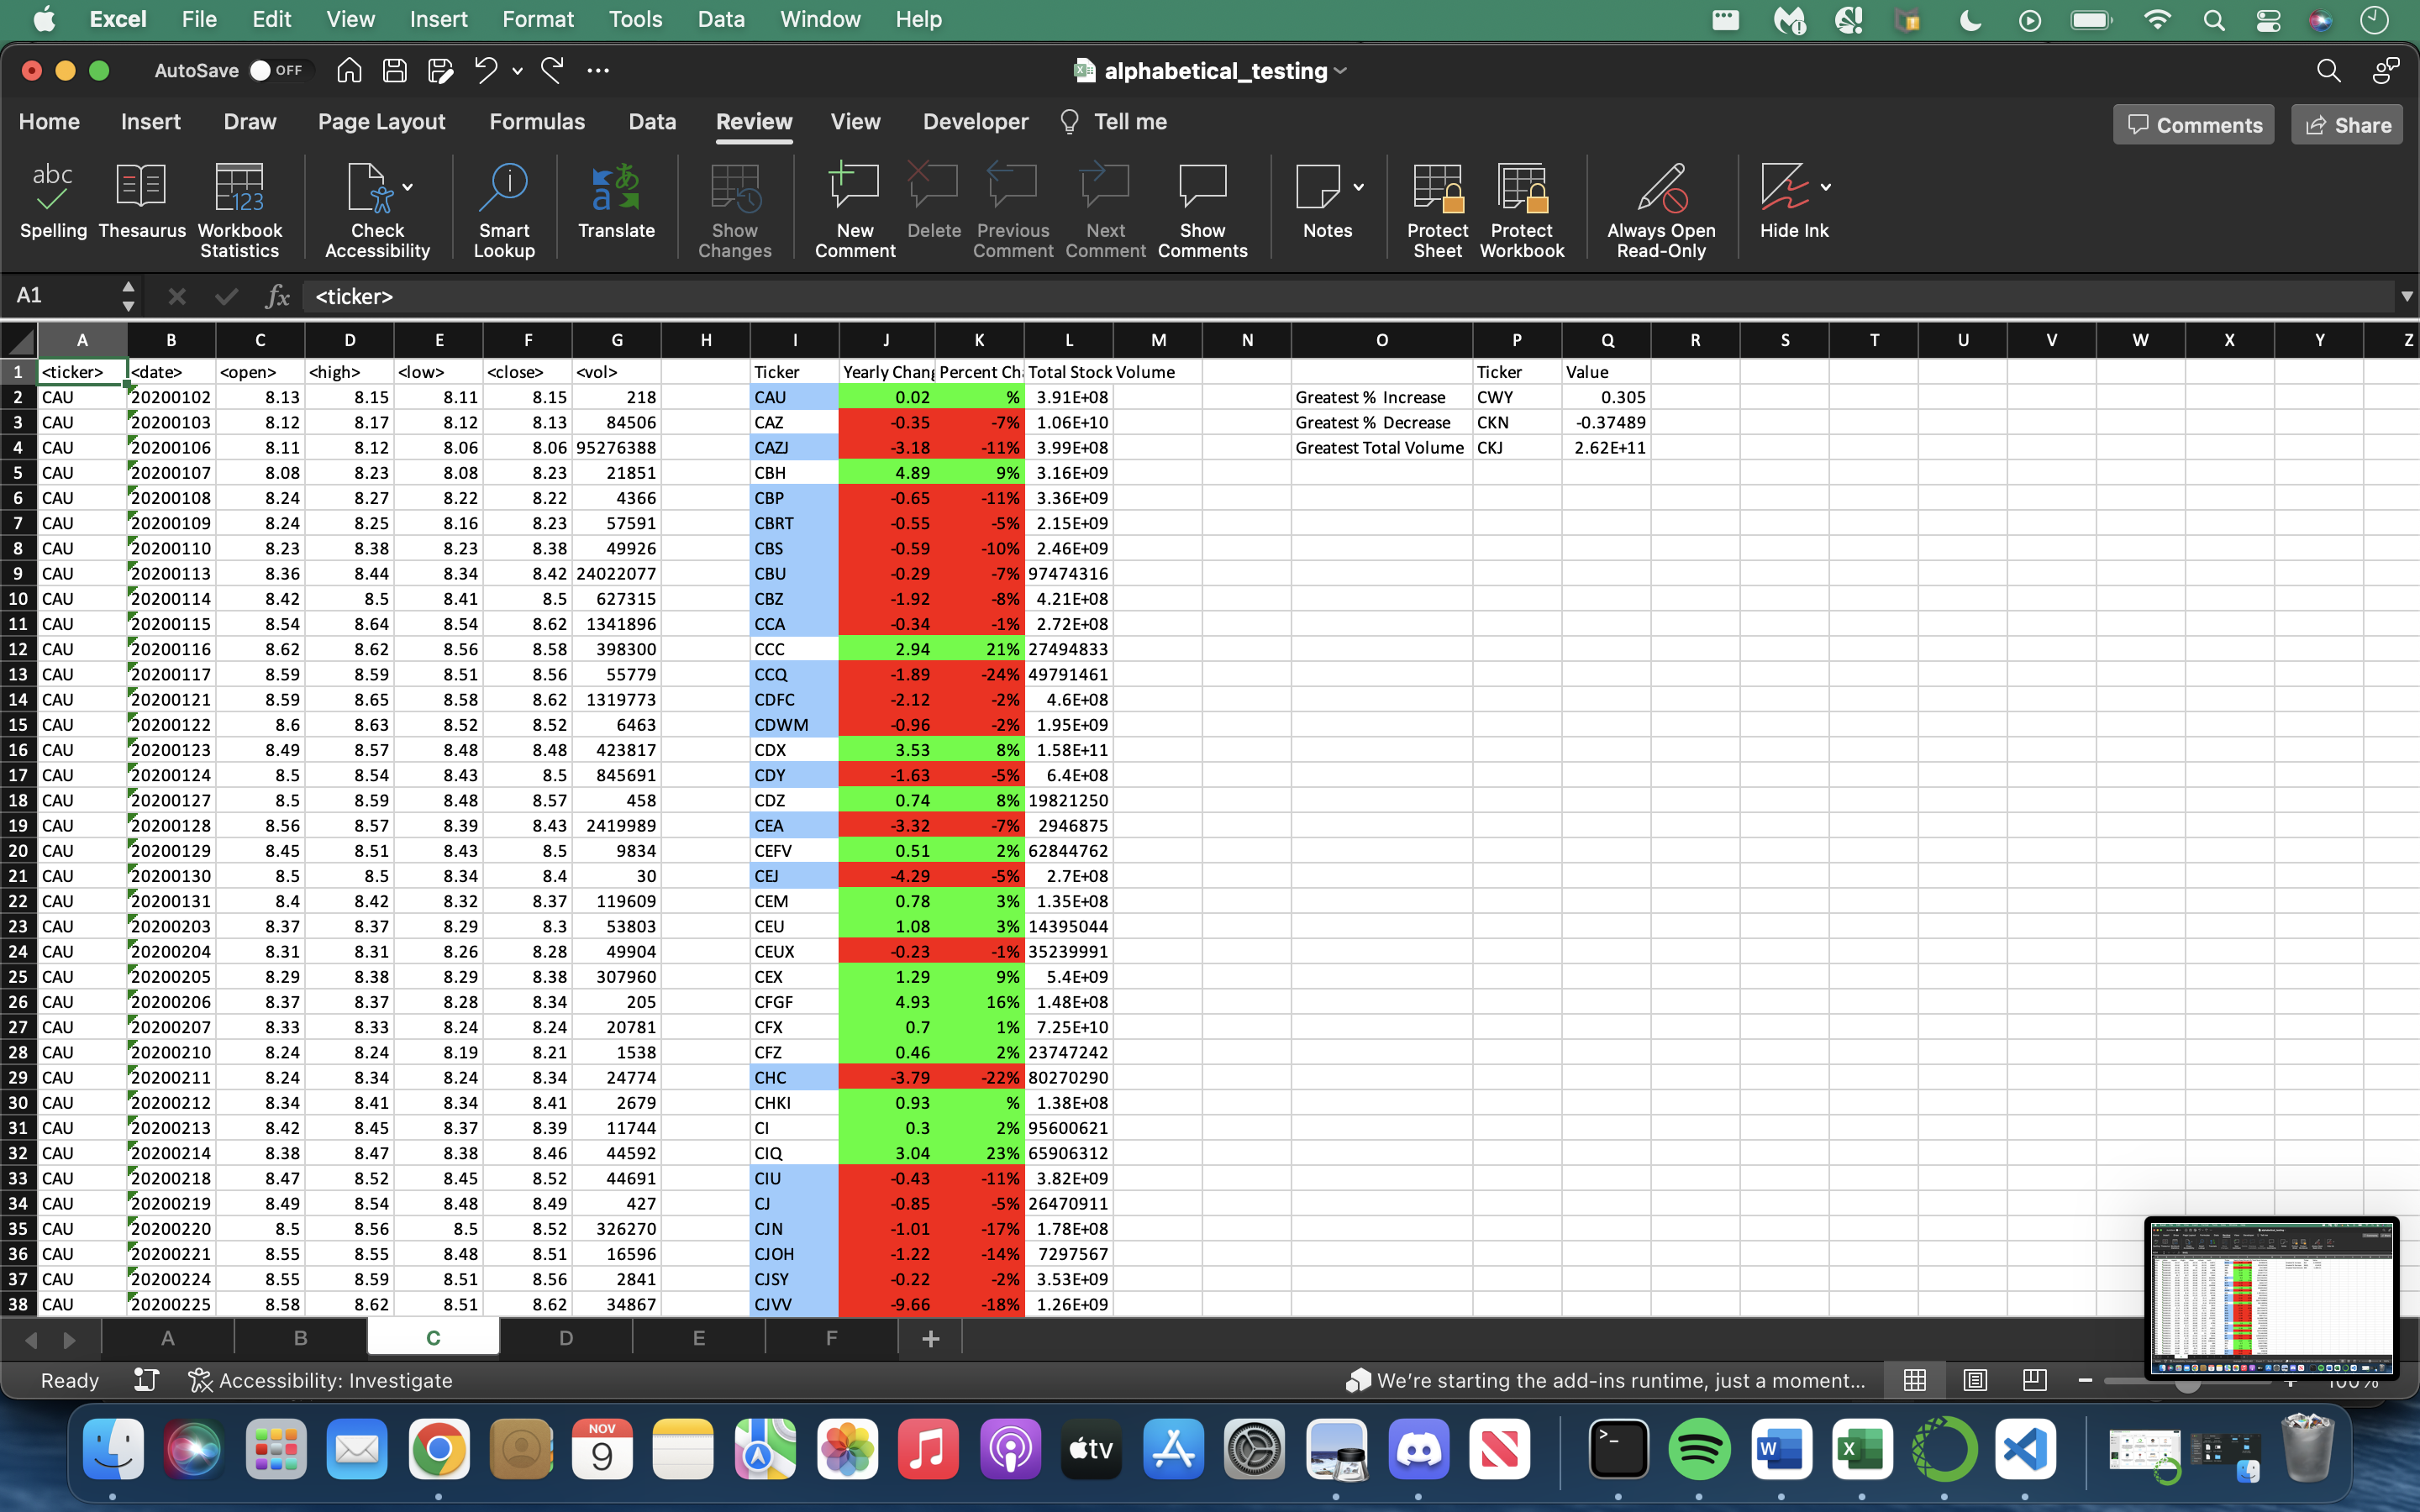 Excel File Edit View Insert Format Tools Data Window Help
AutoSave OFF alphabetical_testing
Home Insert Draw Page Layout Formulas Data Review View Developer Tell me Comments Share
abc 123
Spelling Thesaurus Workbook Statistics Check Accessibility Smart Lookup Translate Show Changes New Comment Delete Previous Comment Next Comment Show Comments Notes Protect Sheet Protect Workbook Always Open Read-Only Hide Ink
A1 fx <ticker>
A B C D E F G H I J K L M N O P Q R S T U V W X Y Z
1 <ticker> <date> <open> <high> <low> <close> <vol> Ticker Yearly Chang Percent Ch Total Stock Volume Ticker Value
2 CAU 20200102 8.13 8.15 8.11 8.15 218 CAU 0.02 % 3.91E+08 Greatest % Increase CWY 0.305
3 CAU 20200103 8.12 8.17 8.12 8.13 84506 CAZ -0.35 -7% 1.06E+10 Greatest % Decrease CKN -0.37489
4 CAU 20200106 8.11 8.12 8.06 8.06 95276388 CAZJ -3.18 -11% 3.99E+08 Greatest Total Volume CKJ 2.62E+11
5 CAU 20200107 8.08 8.23 8.08 8.23 21851 CBH 4.89 9% 3.16E+09
6 CAU 20200108 8.24 8.27 8.22 8.22 4366 CBP -0.65 -11% 3.36E+09
7 CAU 20200109 8.24 8.25 8.16 8.23 57591 CBRT -0.55 -5% 2.15E+09
8 CAU 20200110 8.23 8.38 8.23 8.38 49926 CBS -0.59 -10% 2.46E+09
9 CAU 20200113 8.36 8.44 8.34 8.42 24022077 CBU -0.29 -7% 97474316
10 CAU 20200114 8.42 8.5 8.41 8.5 627315 CBZ -1.92 -8% 4.21E+08
11 CAU 20200115 8.54 8.64 8.54 8.62 1341896 CCA -0.34 -1% 2.72E+08
12 CAU 20200116 8.62 8.62 8.56 8.58 398300 CCC 2.94 21% 27494833
13 CAU 20200117 8.59 8.59 8.51 8.56 55779 CCQ -1.89 -24% 49791461
14 CAU 20200121 8.59 8.65 8.58 8.62 1319773 CDFC -2.12 -2% 4.6E+08
15 CAU 20200122 8.6 8.63 8.52 8.52 6463 CDWM -0.96 -2% 1.95E+09
16 CAU 20200123 8.49 8.57 8.48 8.48 423817 CDX 3.53 8% 1.58E+11
17 CAU 20200124 8.5 8.54 8.43 8.5 845691 CDY -1.63 -5% 6.4E+08
18 CAU 20200127 8.5 8.59 8.48 8.57 458 CDZ 0.74 8% 19821250
19 CAU 20200128 8.56 8.57 8.39 8.43 2419989 CEA -3.32 -7% 2946875
20 CAU 20200129 8.45 8.51 8.43 8.5 9834 CEFV 0.51 2% 62844762
21 CAU 20200130 8.5 8.5 8.34 8.4 30 CEJ -4.29 -5% 2.7E+08
22 CAU 20200131 8.4 8.42 8.32 8.37 119609 CEM 0.78 3% 1.35E+08
23 CAU 20200203 8.37 8.37 8.29 8.3 53803 CEU 1.08 3% 14395044
24 CAU 20200204 8.31 8.31 8.26 8.28 49904 CEUX -0.23 -1% 35239991
25 CAU 20200205 8.29 8.38 8.29 8.38 307960 CEX 1.29 9% 5.4E+09
26 CAU 20200206 8.37 8.37 8.28 8.34 205 CFGF 4.93 16% 1.48E+08
27 CAU 20200207 8.33 8.33 8.24 8.24 20781 CFX 0.7 1% 7.25E+10
28 CAU 20200210 8.24 8.24 8.19 8.21 1538 CFZ 0.46 2% 23747242
29 CAU 20200211 8.24 8.34 8.24 8.34 24774 CHC -3.79 -22% 80270290
30 CAU 20200212 8.34 8.41 8.34 8.41 2679 CHKI 0.93 % 1.38E+08
31 CAU 20200213 8.42 8.45 8.37 8.39 11744 CI 0.3 2% 95600621
32 CAU 20200214 8.38 8.47 8.38 8.46 44592 CIQ 3.04 23% 65906312
33 CAU 20200218 8.47 8.52 8.45 8.52 44691 CIU -0.43 -11% 3.82E+09
34 CAU 20200219 8.49 8.54 8.48 8.49 427 CJ -0.85 -5% 26470911
35 CAU 20200220 8.5 8.56 8.5 8.52 326270 CJN -1.01 -17% 1.78E+08
36 CAU 20200221 8.55 8.55 8.48 8.51 16596 CJOH -1.22 -14% 7297567
37 CAU 20200224 8.55 8.59 8.51 8.56 2841 CJSY -0.22 -2% 3.53E+09
38 CAU 20200225 8.58 8.62 8.51 8.62 34867 CJVV -9.66 -18% 1.26E+09
A B C D E F +
Ready Accessibility: Investigate We're starting the add-ins runtime, just a moment... 100%
NOV 9 tv W X